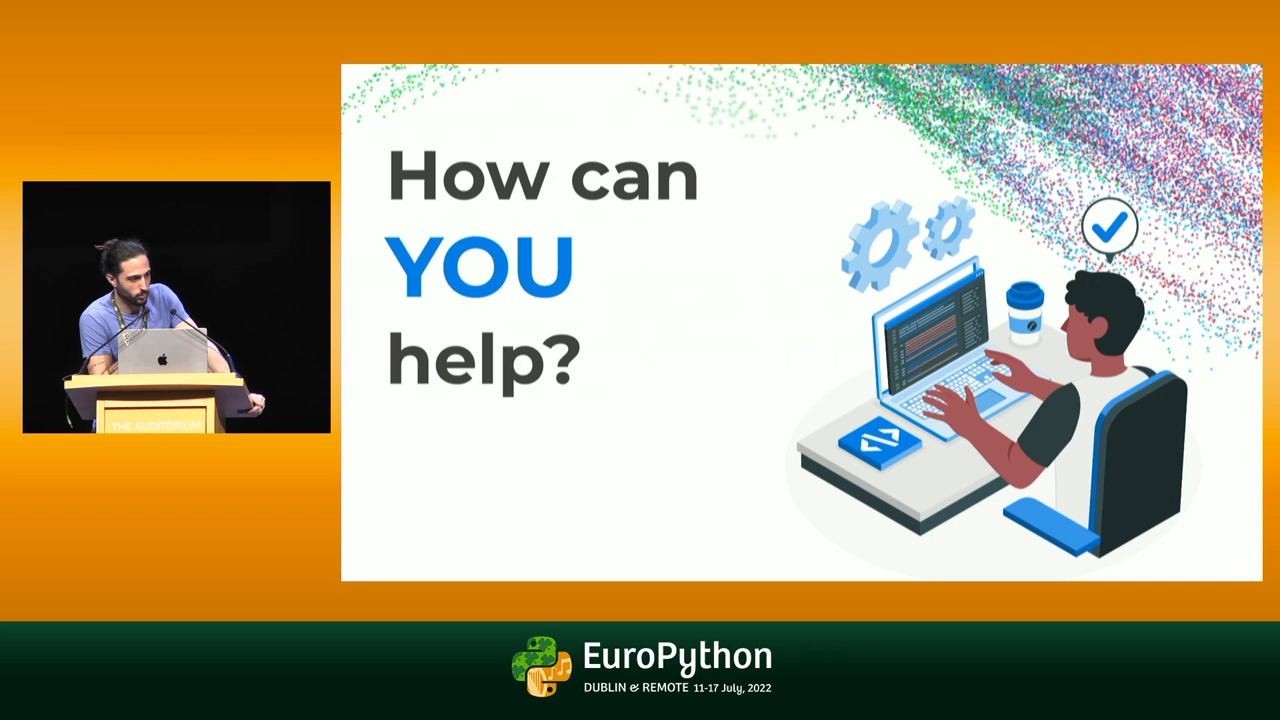 How can
YOU
help?
THE AUDITORIUM
EuroPython
DUBLIN & REMOTE 11-17 July, 2022